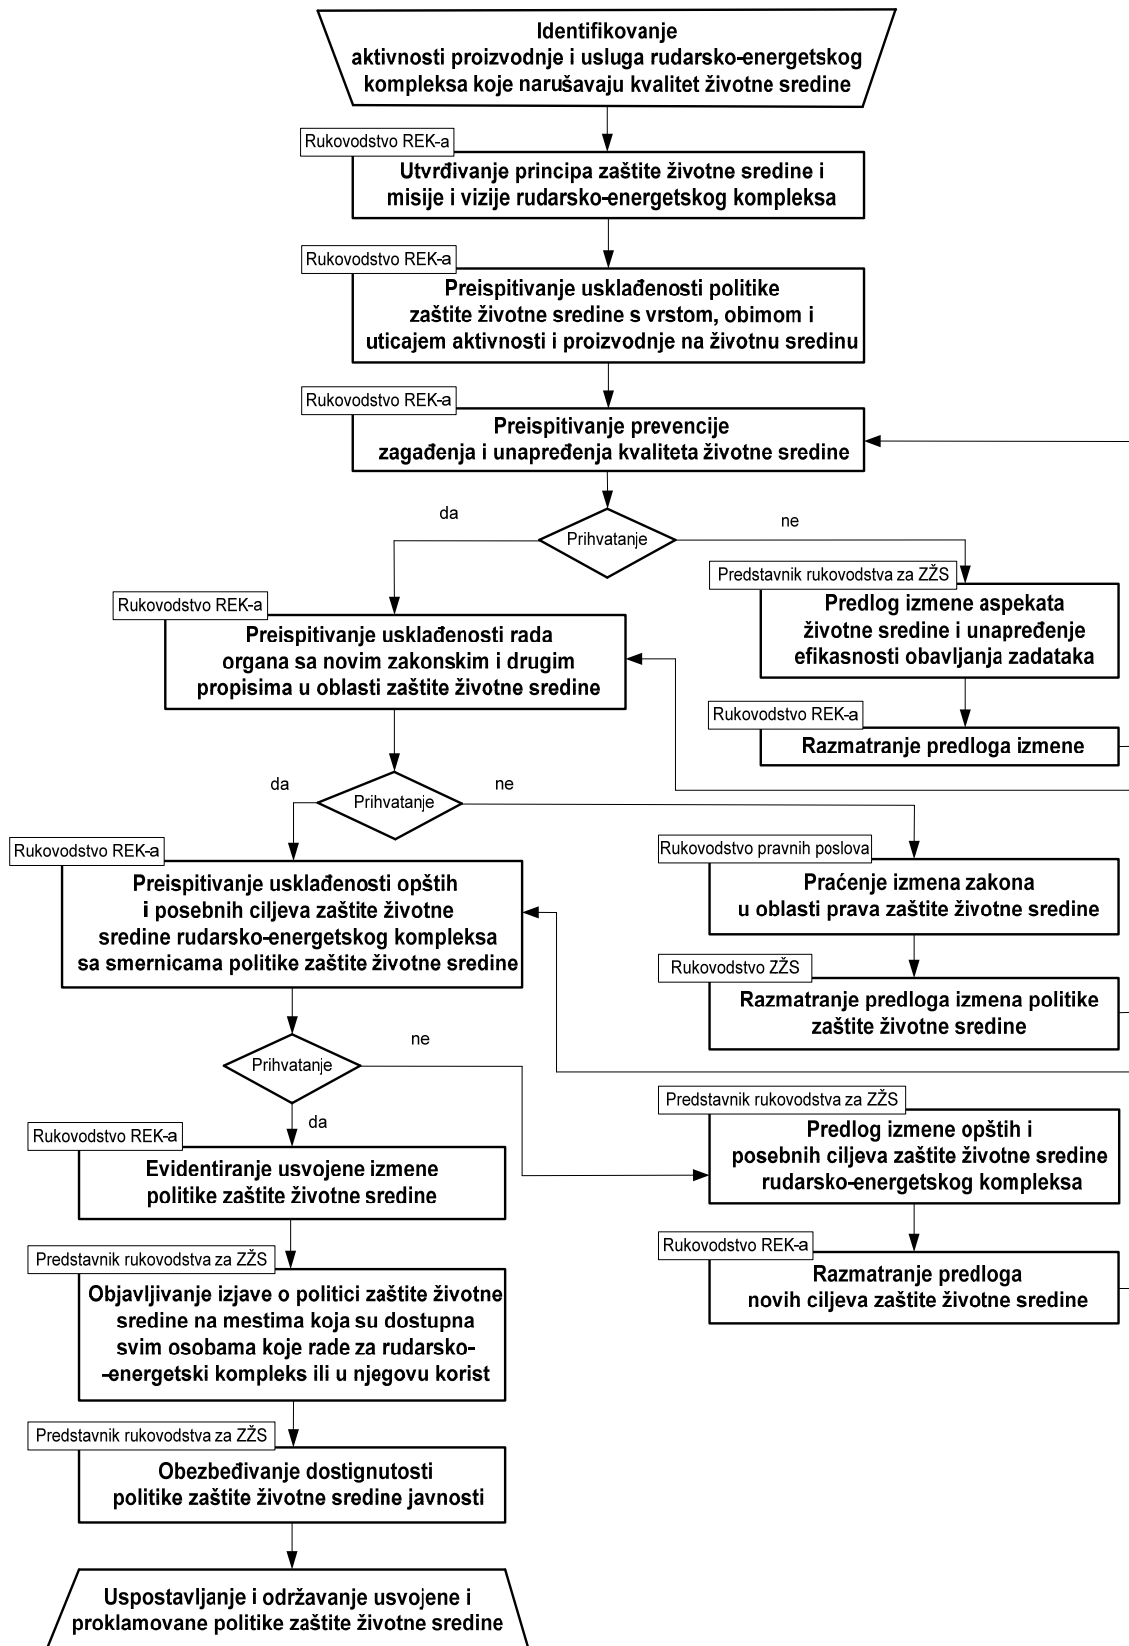 Identifikovanje
aktivnosti proizvodnje i usluga rudarsko-energetskog
kompleksa koje narušavaju kvalitet životne sredine
Rukovodstvo REK-a
Utvrđivanje principa zaštite životne sredine i
misije i vizije rudarsko-energetskog kompleksa
Rukovodstvo REK-a
Preispitivanje usklađenosti politike
zaštite životne sredine s vrstom, obimom i
uticajem aktivnosti i proizvodnje na životnu sredinu
Rukovodstvo REK-a
Preispitivanje prevencije
zagađenja i unapređenja kvaliteta životne sredine
da
ne
Prihvatanje
Predstavnik rukovodstva za ZŽS
Predlog izmene aspekata
životne sredine i unapređenje
efikasnosti obavljanja zadataka
Rukovodstvo REK-a
Preispitivanje usklađenosti rada
organa sa novim zakonskim i drugim
propisima u oblasti zaštite životne sredine
Rukovodstvo REK-a
Razmatranje predloga izmene
da
ne
Prihvatanje
Rukovodstvo REK-a
Preispitivanje usklađenosti opštih
i posebnih ciljeva zaštite životne
sredine rudarsko-energetskog kompleksa
sa smernicama politike zaštite životne sredine
Rukovodstvo pravnih poslova
Praćenje izmena zakona
u oblasti prava zaštite životne sredine
Rukovodstvo ZŽS
Razmatranje predloga izmena politike
zaštite životne sredine
ne
Prihvatanje
da
Predstavnik rukovodstva za ZŽS
Predlog izmene opštih i
posebnih ciljeva zaštite životne sredine
rudarsko-energetskog kompleksa
Rukovodstvo REK-a
Evidentiranje usvojene izmene
politike zaštite životne sredine
Rukovodstvo REK-a
Razmatranje predloga
novih ciljeva zaštite životne sredine
Predstavnik rukovodstva za ZŽS
Objavljivanje izjave o politici zaštite životne
sredine na mestima koja su dostupna
svim osobama koje rade za rudarsko-
-energetski kompleks ili u njegovu korist
Predstavnik rukovodstva za ZŽS
Obezbeđivanje dostignutosti
politike zaštite životne sredine javnosti
Uspostavljanje i održavanje usvojene i
proklamovane politike zaštite životne sredine